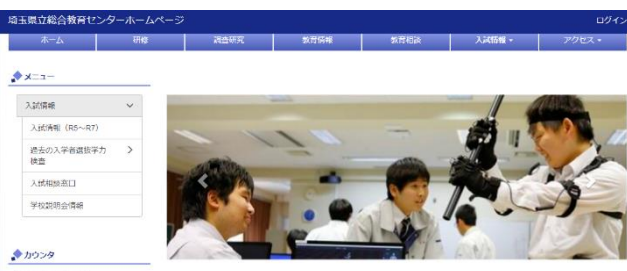 埼玉県立総合教育センターホームページ
ログイン
ホーム 研修 調査研究 教育情報 教育相談 入試情報 アクセス
メニュー
入試情報
入試情報（R5～R7）
過去の入学者選抜学力
検査
入試相談窓口
学校説明会情報
カウンタ